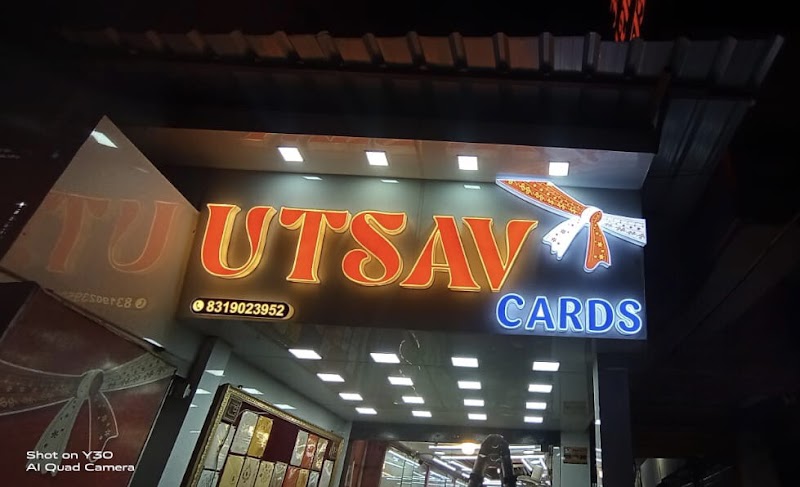 UTSAV
8319023952
CARDS
Shot on Y30
AI Quad Camera